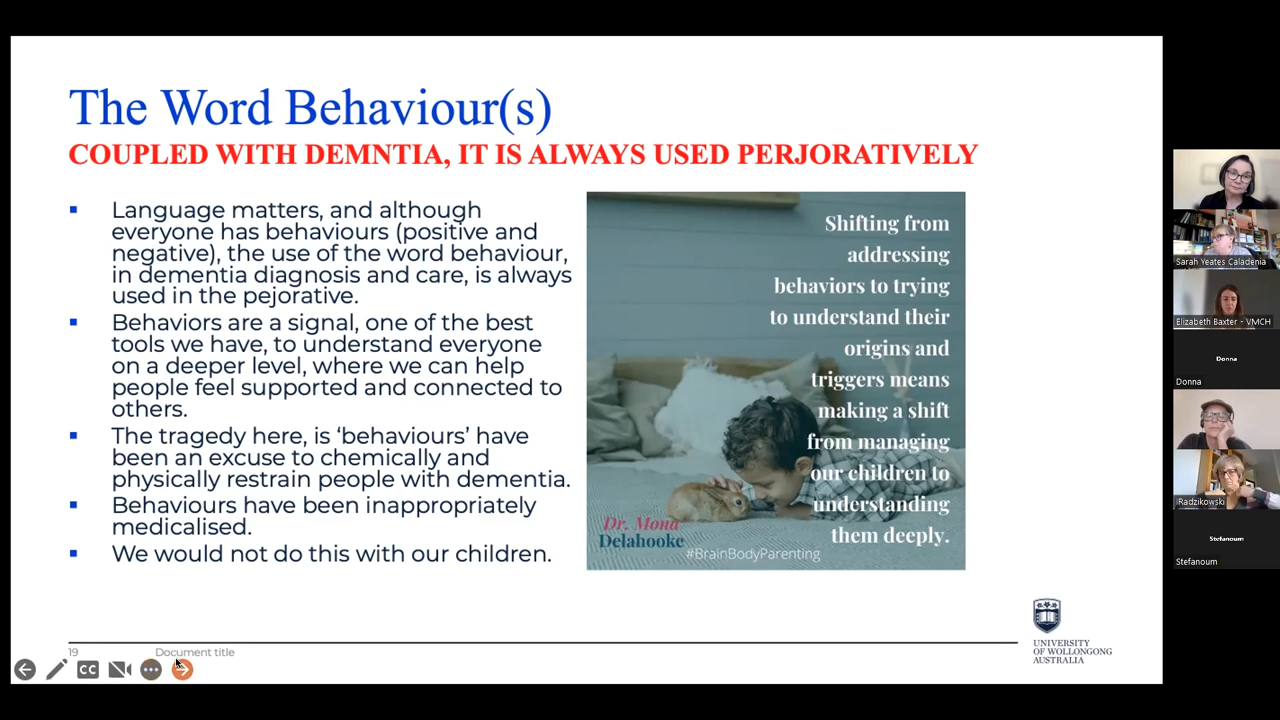 The Word Behaviour(s)
COUPLED WITH DEMNTIA, IT IS ALWAYS USED PERJORATIVELY
Language matters, and although
everyone has behaviours (positive and
negative), the use of the word behaviour,
in dementia diagnosis and care, is always
used in the pejorative.
Behaviors are a signal, one of the best
tools we have, to understand everyone
on a deeper level, where we can help
people feel supported and connected to
others.
The tragedy here, is ‘behaviours’ have
been an excuse to chemically and
physically restrain people with dementia.
Behaviours have been inappropriately
medicalised.
We would not do this with our children.
Shifting from
addressing
behaviors to trying
to understand their
origins and
triggers means
making a shift
from managing
our children to
understanding
them deeply.
Dr. Mona
Delahooke
#BrainBodyParenting
19
Document title
CC
UNIVERSITY
OF WOLLONGONG
AUSTRALIA
Sarah Yeates Caladenia
Elizabeth Baxter - VMCH
Donna
Donna
Radzikowski
Stefanoum
Stefanoum